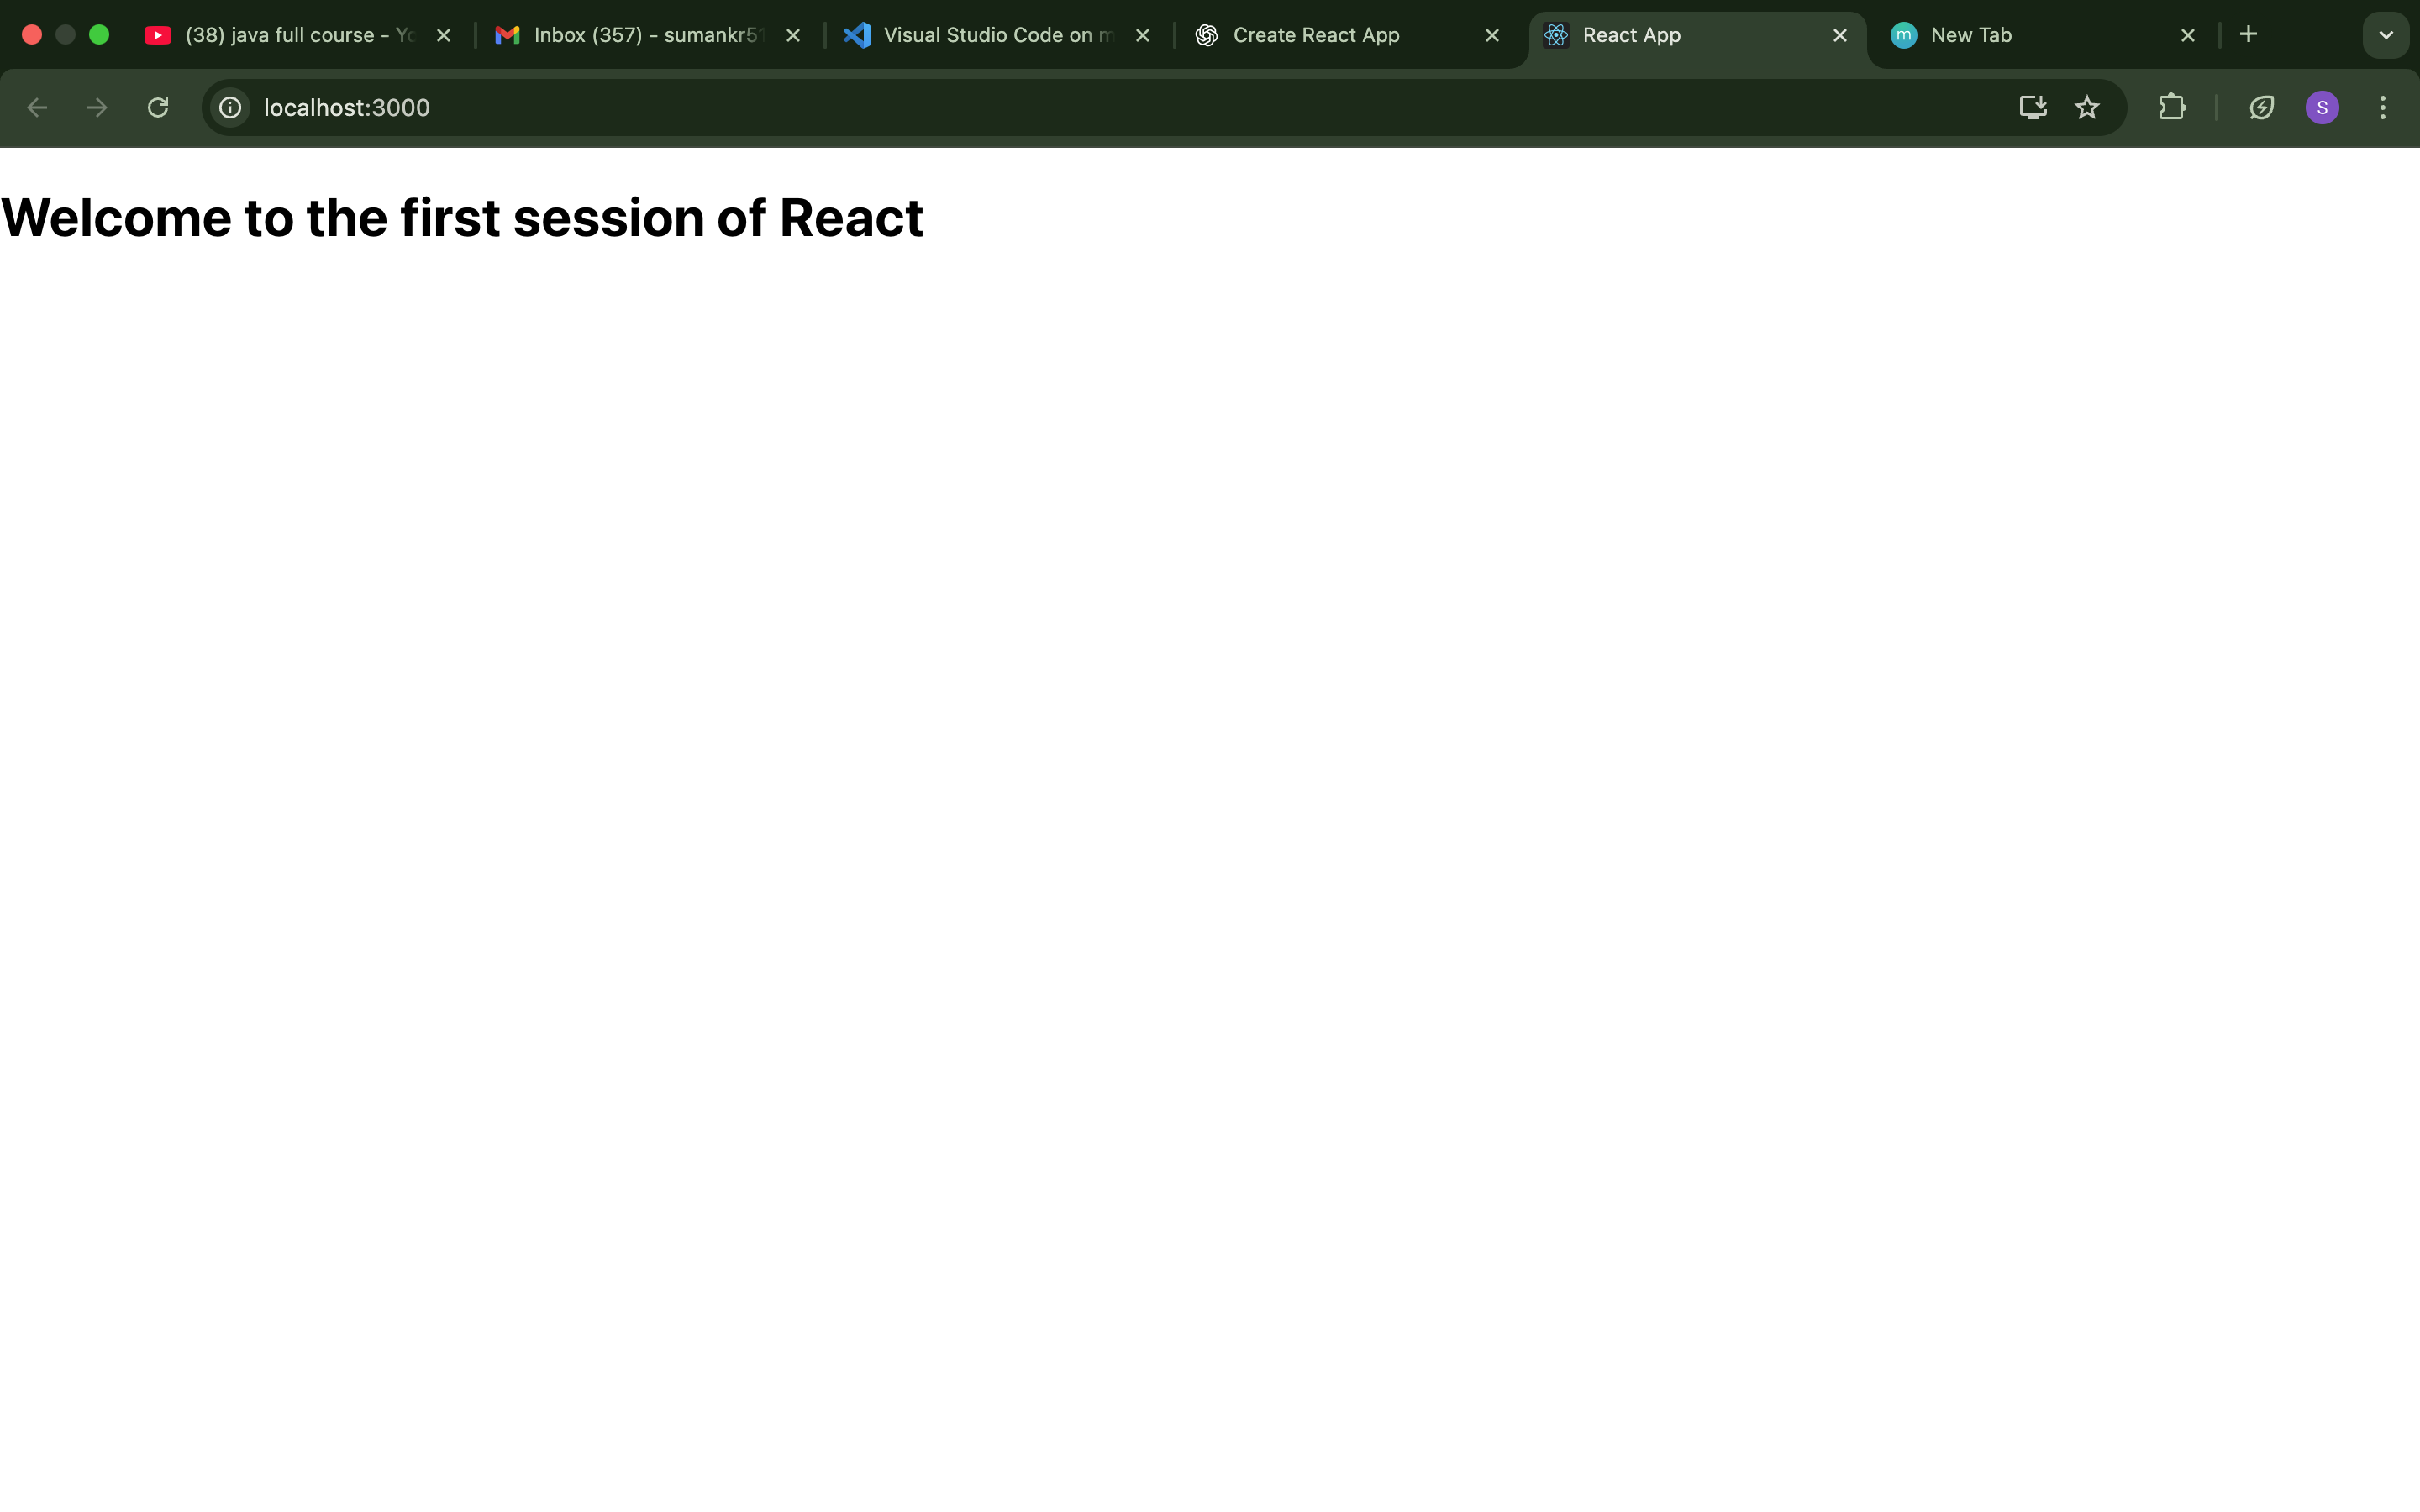 (38) java full course - Yo
Inbox (357) - sumankr51
Visual Studio Code on m
Create React App
React App
m
New Tab
localhost:3000
S
Welcome to the first session of React